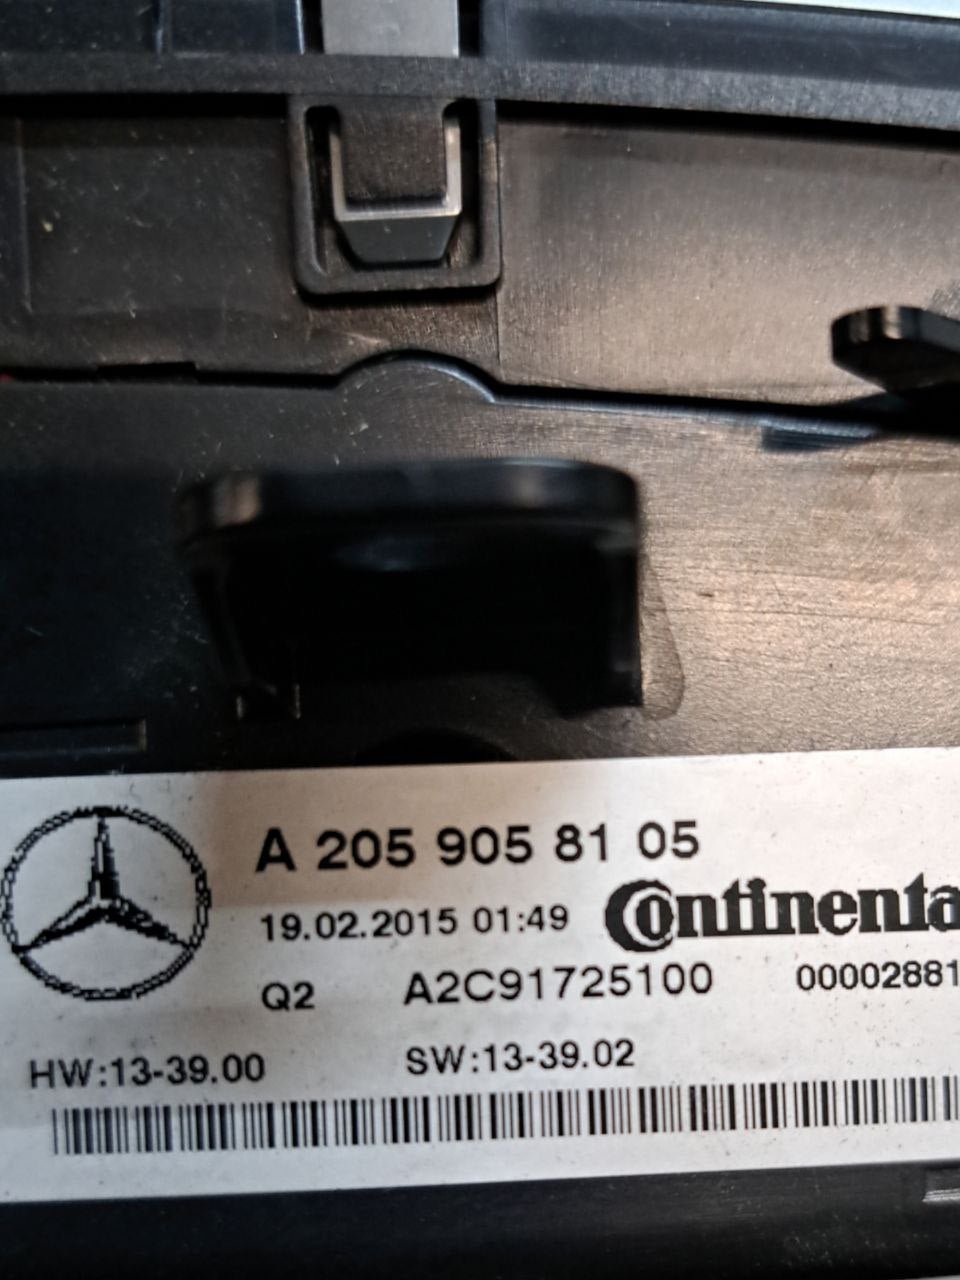 A 205 905 81 05
19.02.2015 01:49 Continenta
Q2 A2C91725100 00002881
HW:13-39.00 SW:13-39.02